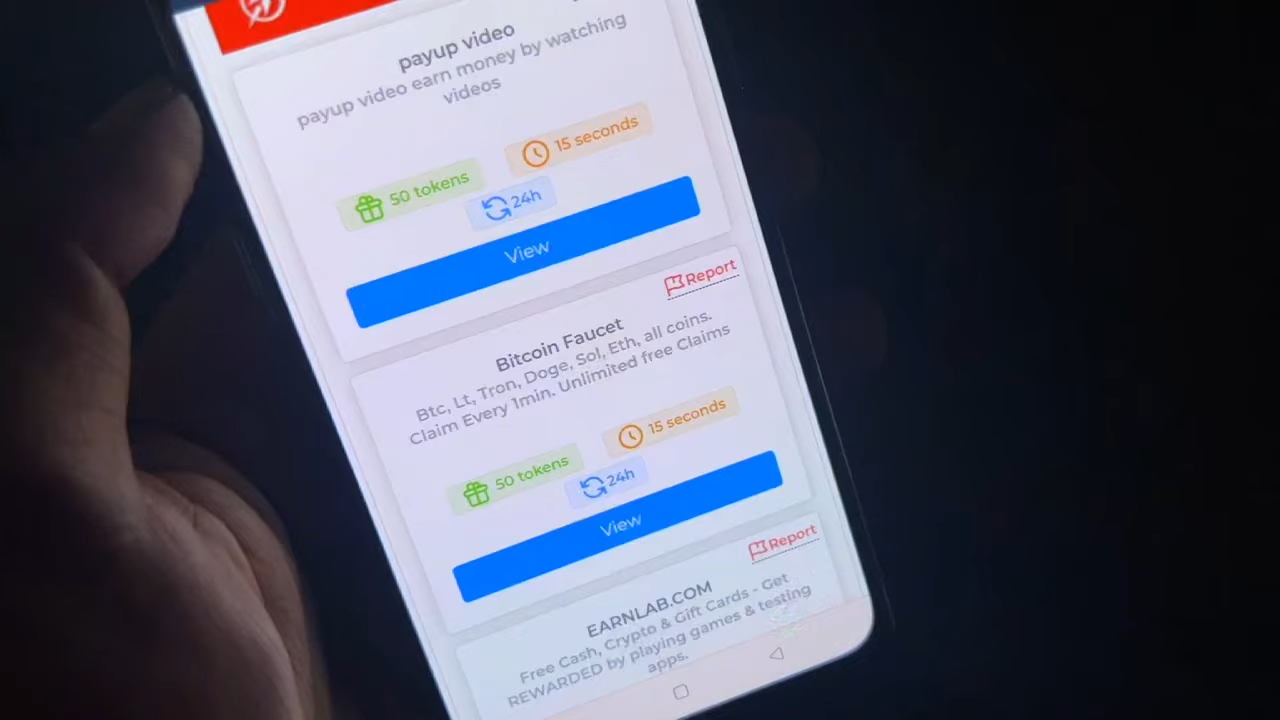 payup video
payup video earn money by watching
videos
50 tokens
15 seconds
24h
View
Report
Bitcoin Faucet
Btc, Lt, Tron, Doge, Sol, Eth, all coins.
Claim Every 1min. Unlimited free Claims
50 tokens
15 seconds
24h
View
Report
EARNLAB.COM
Free Cash, Crypto & Gift Cards - Get
REWARDED by playing games & testing
apps.